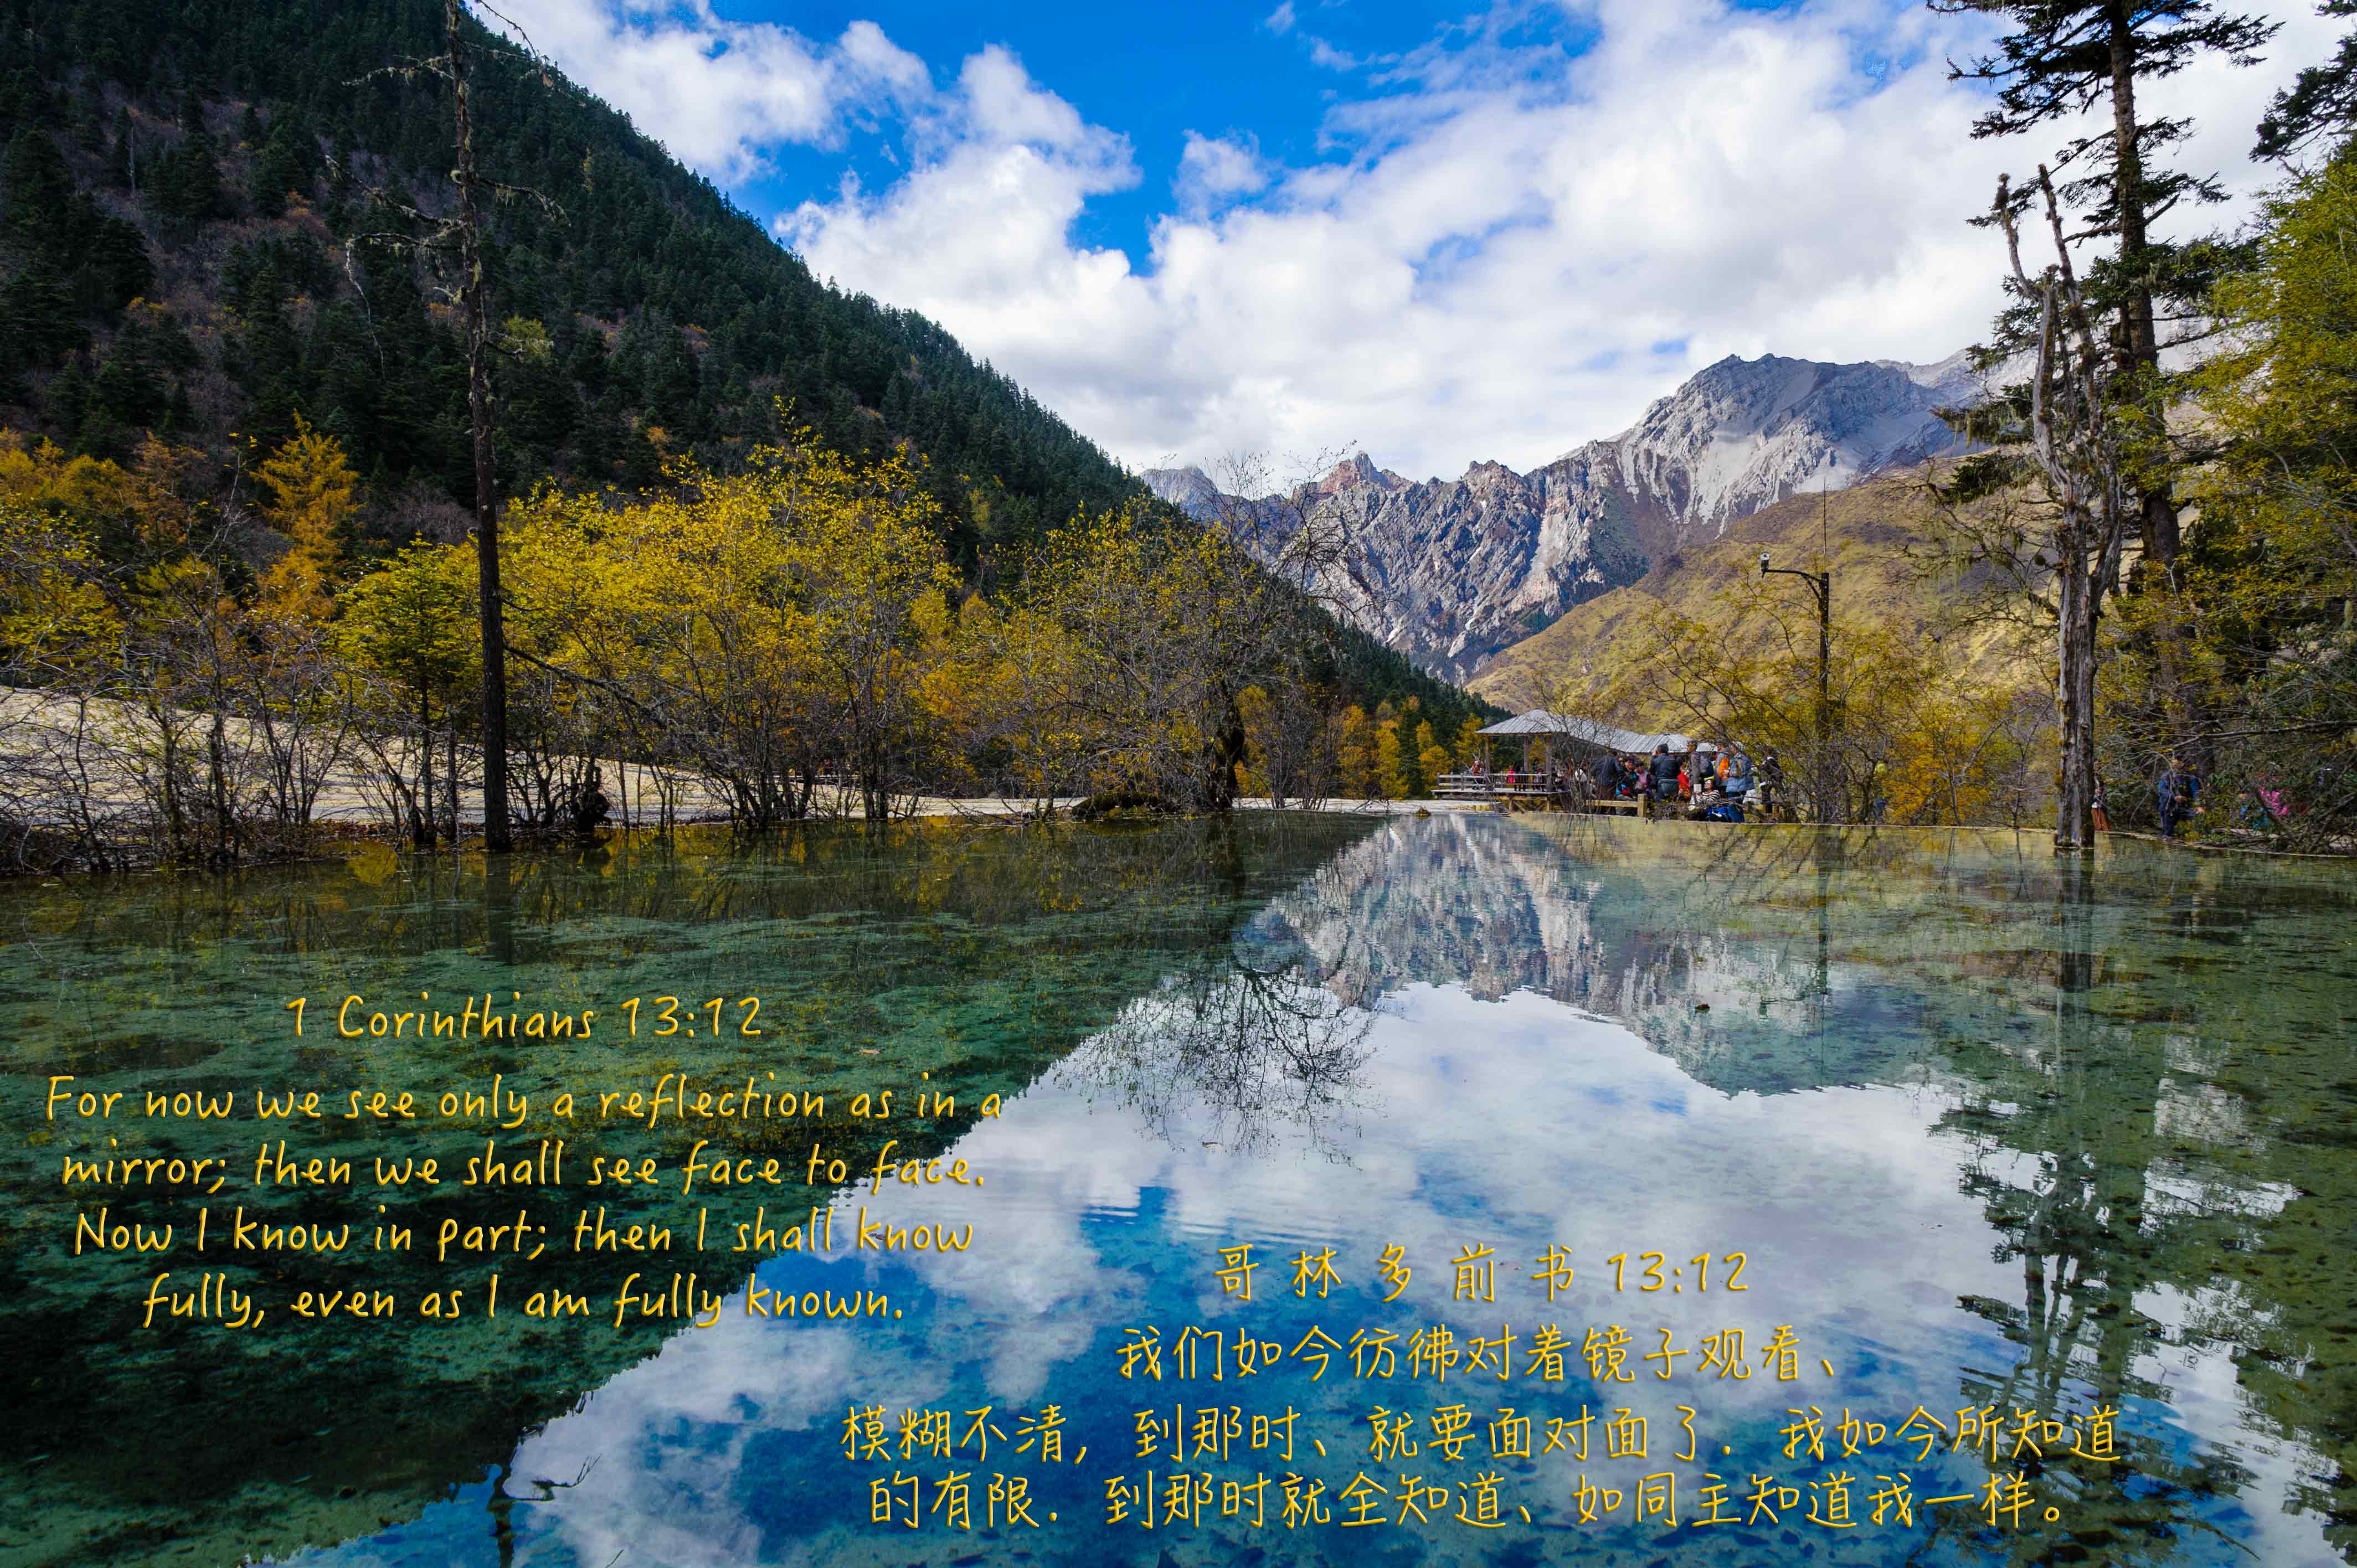 1 Corinthians 13:12
For now we see only a reflection as in a
mirror; then we shall see face to face.
Now I know in part; then I shall know
fully, even as I am fully known.
哥林多前书 13:12
我们如今彷彿对着镜子观看、
模糊不清, 到那时、就要面对面了. 我如今所知道
的有限. 到那时就全知道、如同主知道我一样。